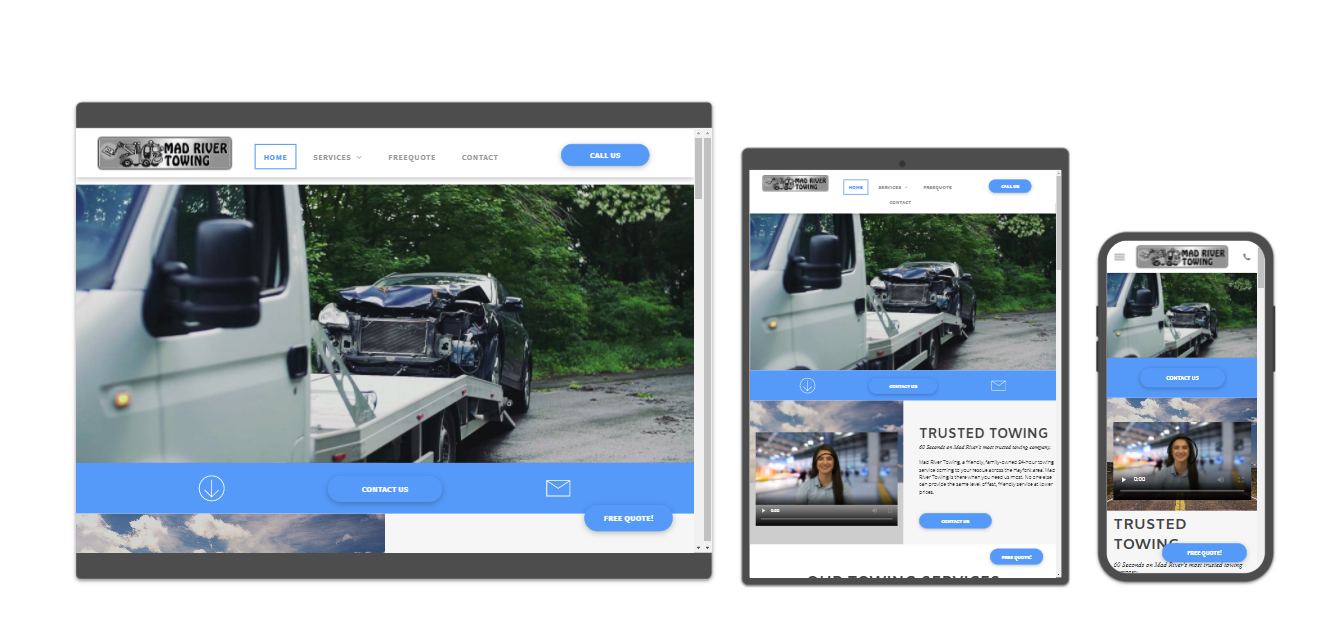 MAD RIVER
TOWING
HOME
SERVICES
FREEQUOTE
CONTACT
CALL US
CONTACT US
FREE QUOTE!
MAD RIVER
TOWING
HOME
SERVICES
FREEQUOTE
CALL US
CONTACT
CONTACT US
TRUSTED TOWING
60 Seconds on Mad River's most trusted towing company.
Mad River Towing, a friendly, family-owned 24-hour towing
service coming to your rescue across the Hayfork area! Mad
River Towing is there when you need us most. No one else
can provide the same level of fast, friendly service at lower
prices.
0:00
CONTACT US
FREE QUOTE!
OUR TOWING SERVICES
MAD RIVER
TOWING
CONTACT US
0:00
TRUSTED
TOWING
FREE QUOTE!
60 Seconds on Mad River's most trusted towing
company.